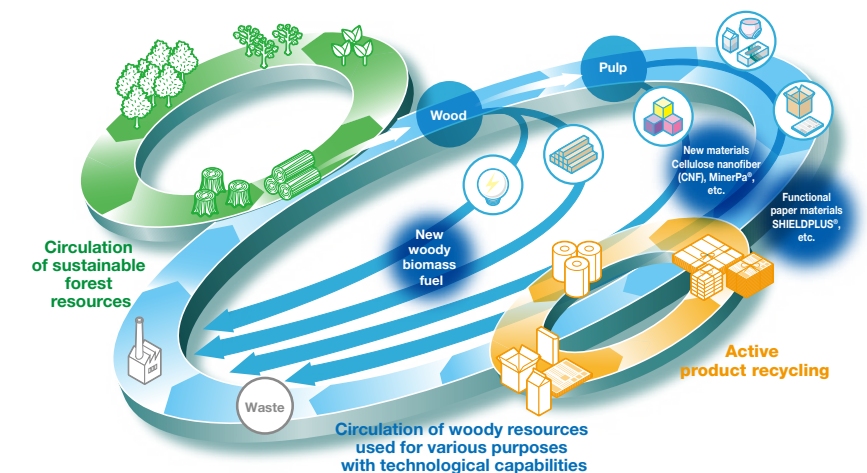 Wood
Pulp
New materials
Cellulose nanofiber
(CNF), MinerPa®,
etc.
Functional
paper materials
SHIELDPLUS®,
etc.
New
woody
biomass
fuel
Circulation
of sustainable
forest
resources
Active
product recycling
Waste
Circulation of woody resources
used for various purposes
with technological capabilities